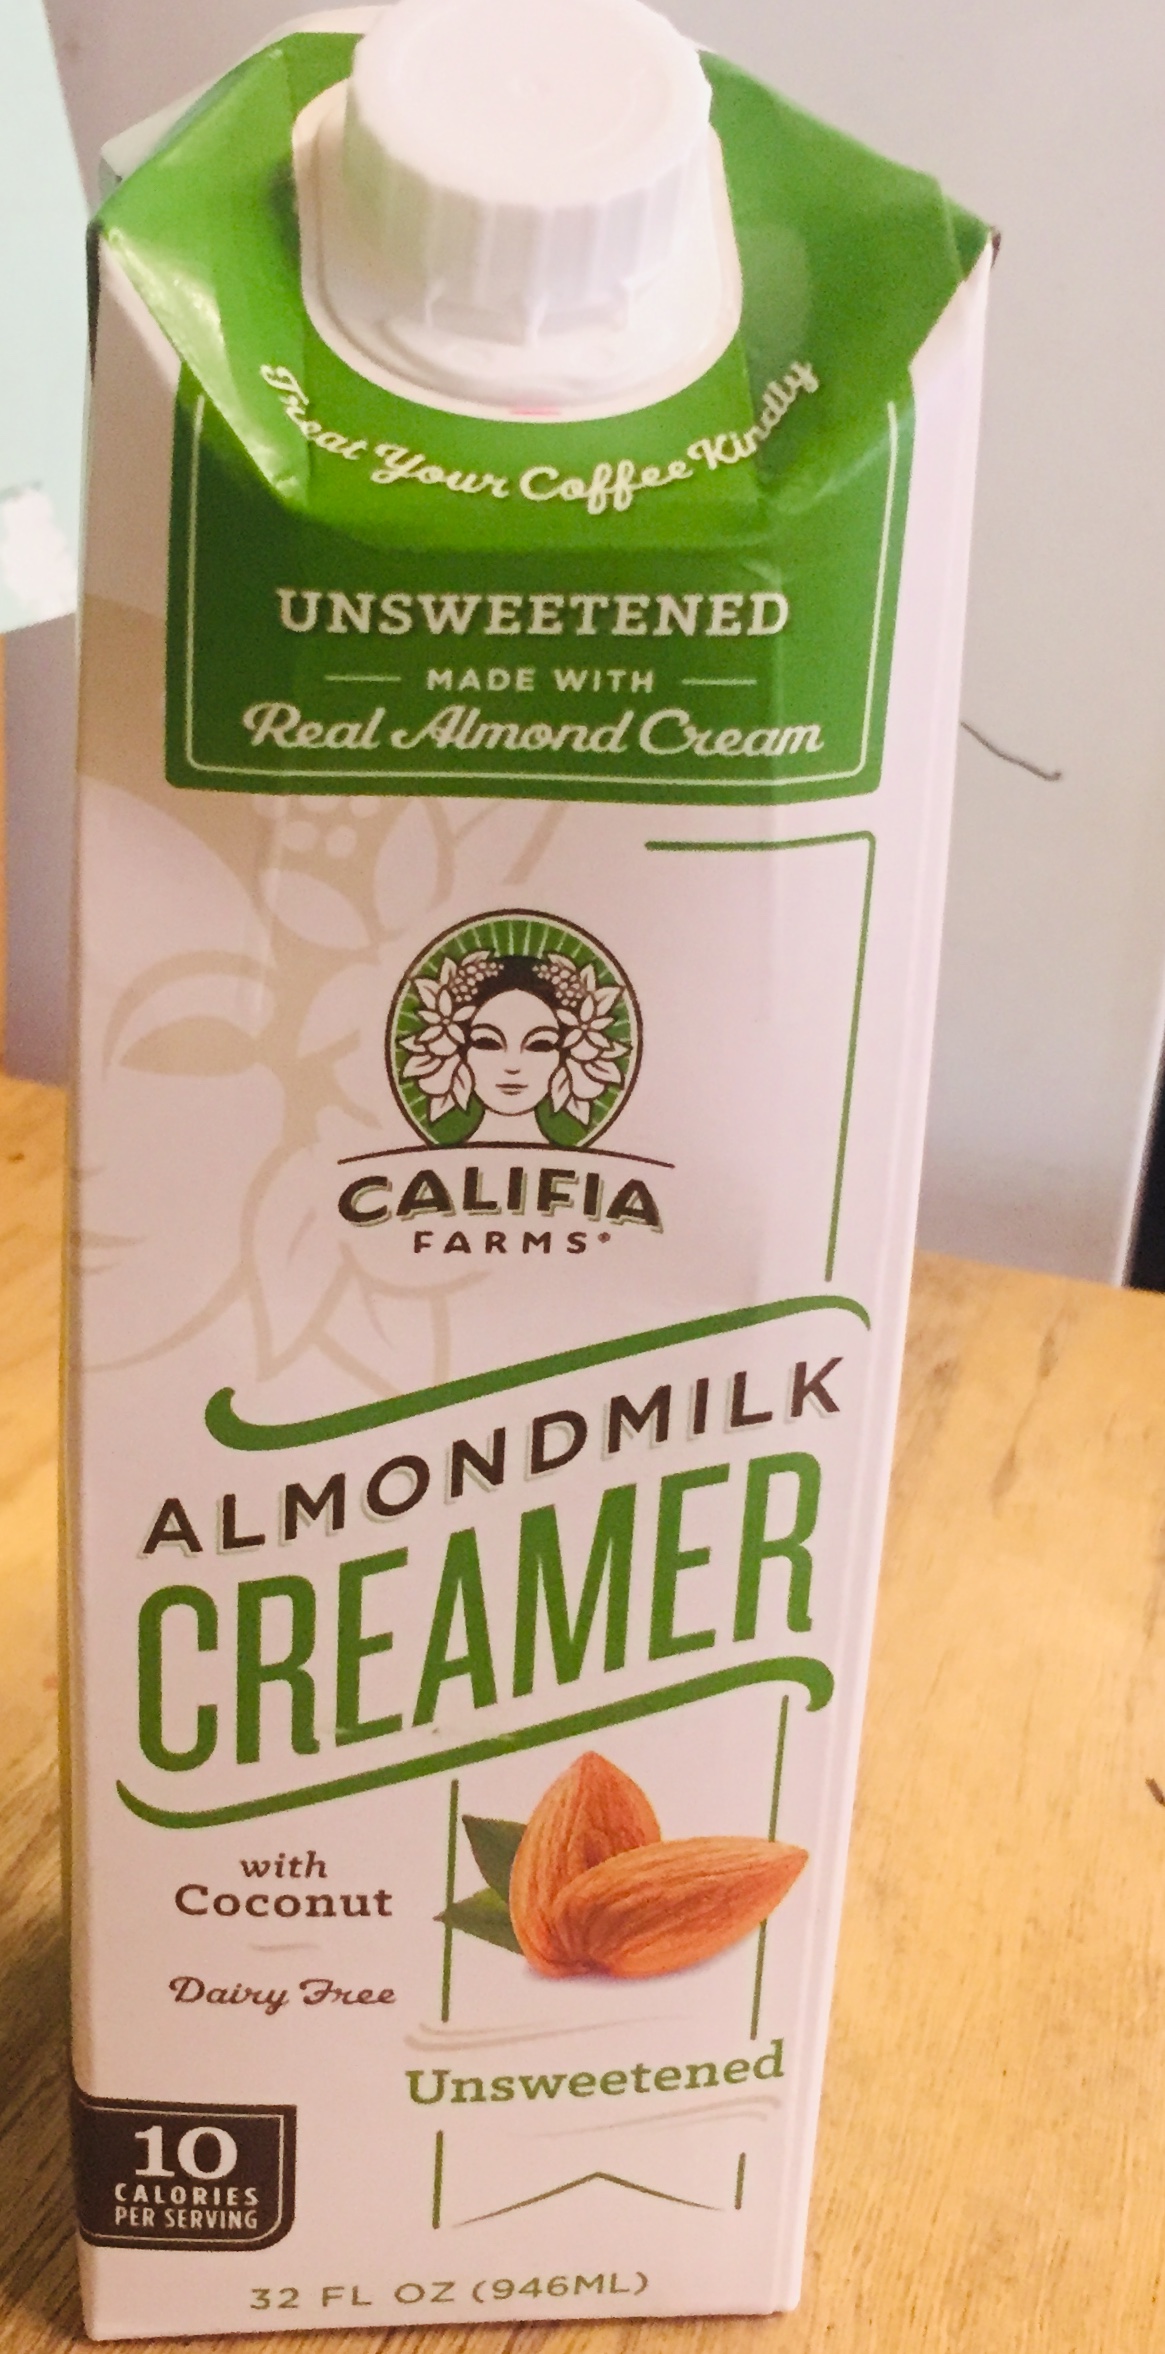 Treat Your Coffee Kindly
UNSWEETENED
MADE WITH
Real Almond Cream
CALIFIA
FARMS®
ALMONDMILK
CREAMER
with
Coconut
Dairy Free
Unsweetened
10
CALORIES
PER SERVING
32 FL OZ (946ML)